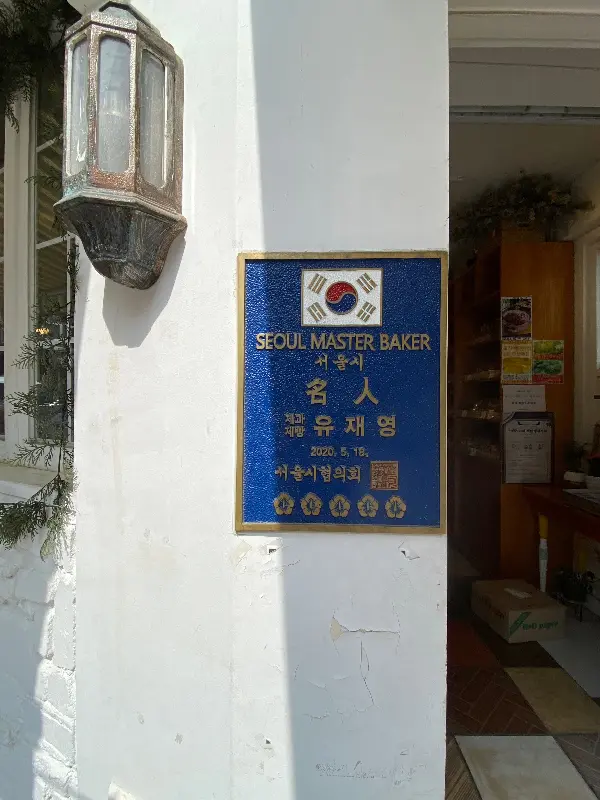 SEOUL MASTER BAKER
서울시
名人
제과
제빵 유재영
2020. 5. 18.
서울시협의회